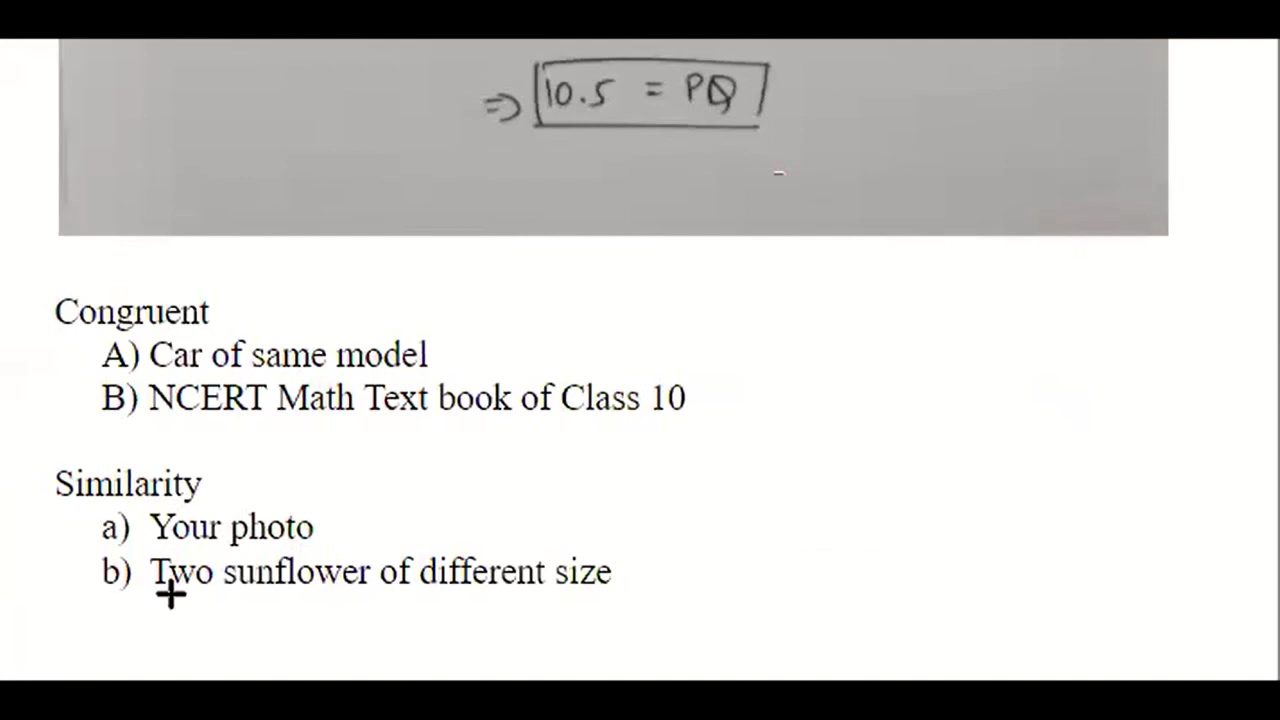 ⇒ 10.5 = PQ
Congruent
A) Car of same model
B) NCERT Math Text book of Class 10
Similarity
a) Your photo
b) Two sunflower of different size